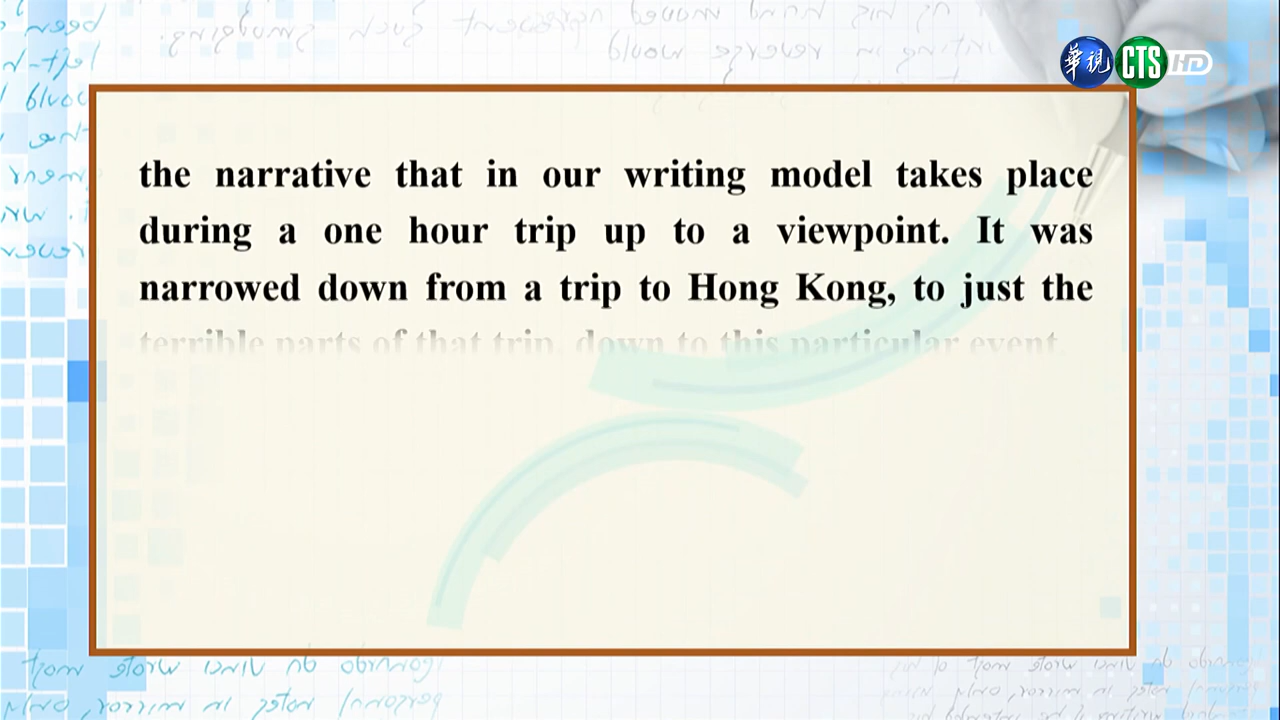 華視 CTS HD
the narrative that in our writing model takes place
during a one hour trip up to a viewpoint. It was
narrowed down from a trip to Hong Kong, to just the
terrible parts of that trip, down to this particular event.